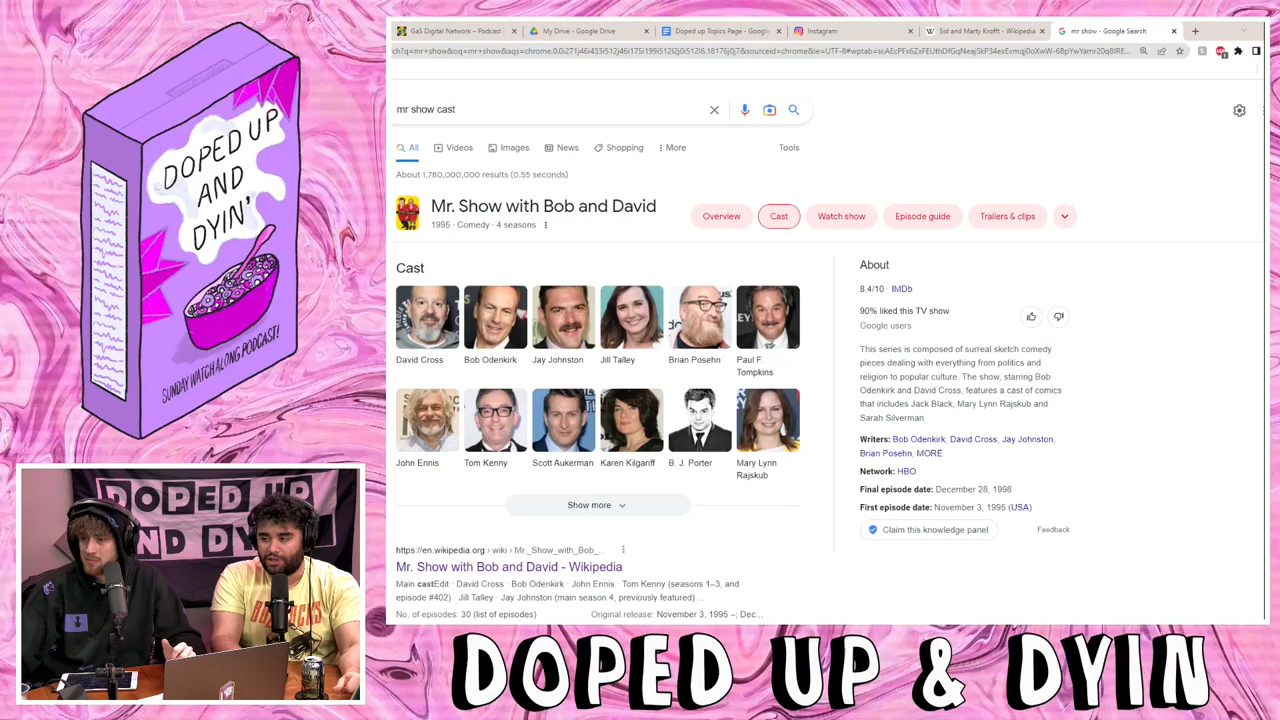 DOPED UP
AND
DYIN'
SUNDAY WATCH ALONG PODCAST!
DOPED UP
AND DY
GaS Digital Network – Podcast
My Drive - Google Drive
Doped up Topics Page - Google
Instagram
Sid and Marty Krofft - Wikipedia
mr show - Google Search
mr show cast
All
Videos
Images
News
Shopping
More
Tools
About 1,780,000,000 results (0.55 seconds)
Mr. Show with Bob and David
1995 · Comedy · 4 seasons
Overview
Cast
Watch show
Episode guide
Trailers & clips
Cast
David Cross
Bob Odenkirk
Jay Johnston
Jill Talley
Brian Posehn
Paul F.
Tompkins
John Ennis
Tom Kenny
Scott Aukerman
Karen Kilgariff
B. J. Porter
Mary Lynn
Rajskub
Show more
About
8.4/10 · IMDb
90% liked this TV show
Google users
This series is composed of surreal sketch comedy
pieces dealing with everything from politics and
religion to popular culture. The show, starring Bob
Odenkirk and David Cross, features a cast of comics
that includes Jack Black, Mary Lynn Rajskub and
Sarah Silverman.
Writers: Bob Odenkirk, David Cross, Jay Johnston,
Brian Posehn, MORE
Network: HBO
Final episode date: December 28, 1998
First episode date: November 3, 1995 (USA)
Claim this knowledge panel
Feedback
https://en.wikipedia.org › wiki › Mr._Show_with_Bob_...
Mr. Show with Bob and David - Wikipedia
Main castEdit · David Cross · Bob Odenkirk · John Ennis · Tom Kenny (seasons 1–3, and
episode #402) · Jill Talley · Jay Johnston (main season 4, previously featured) ...
No. of episodes: 30 (list of episodes)
Original release: November 3, 1995 –; Dec...
DOPED UP & DYIN